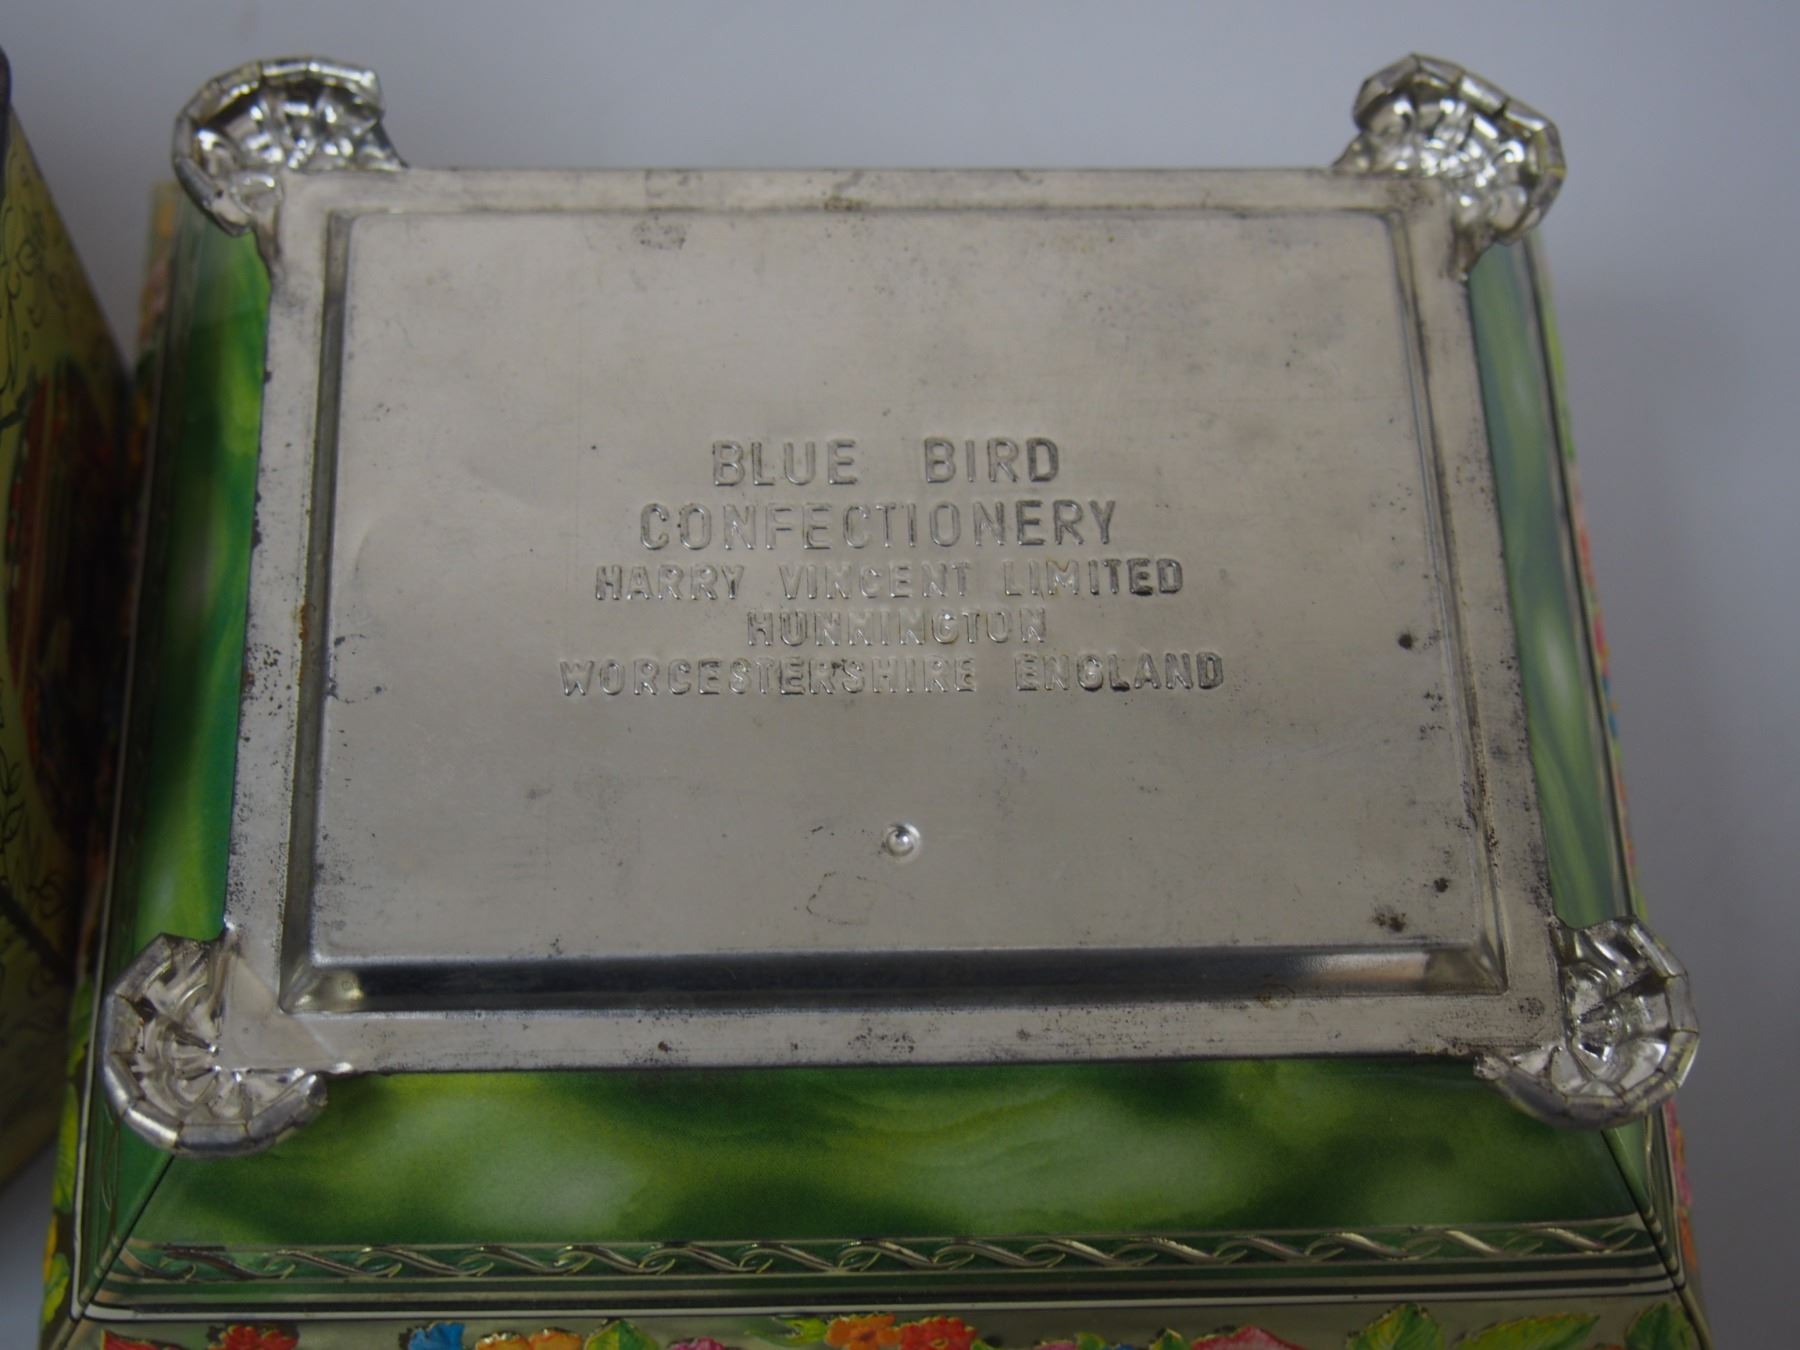 BLUE BIRD
CONFECTIONERY
HARRY VINCENT LIMITED
HUNNINGTON
WORCESTERSHIRE ENGLAND